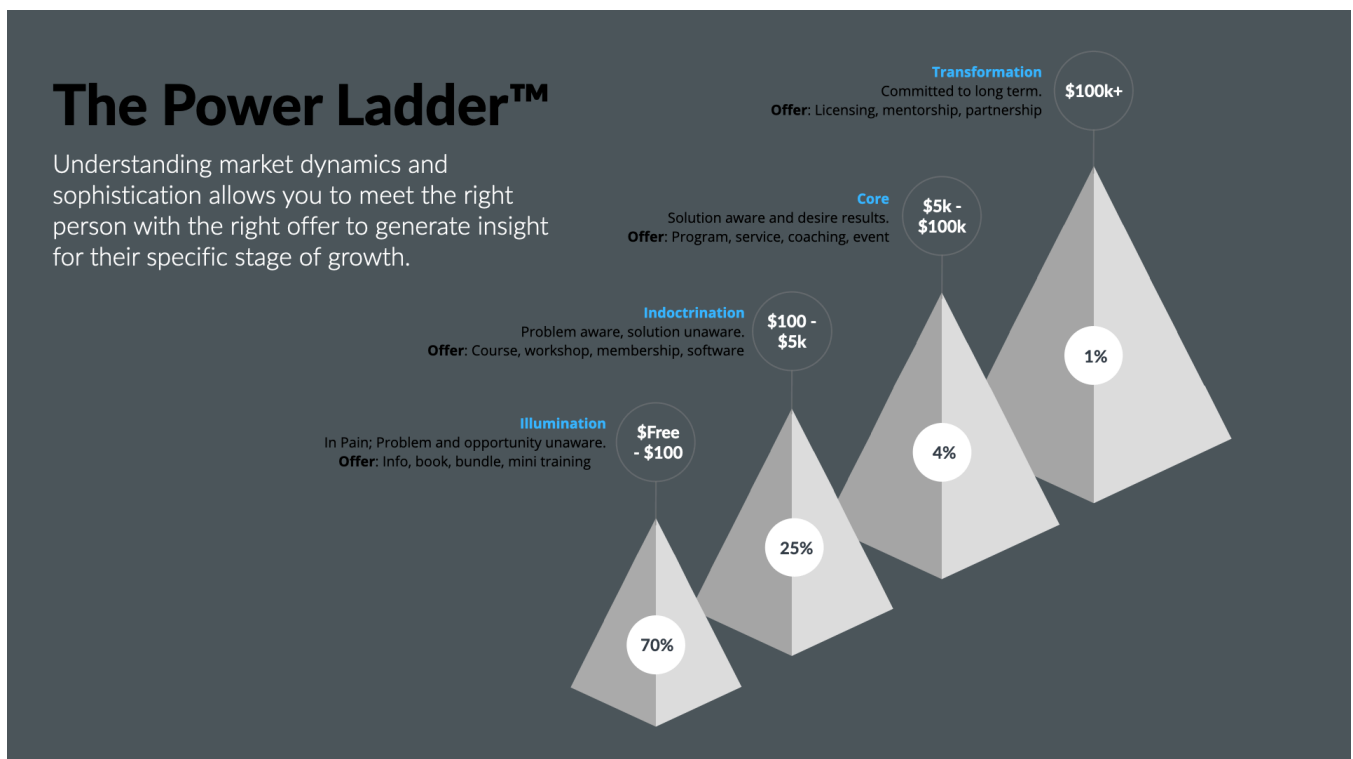 The Power Ladder™
Understanding market dynamics and
sophistication allows you to meet the right
person with the right offer to generate insight
for their specific stage of growth.
Transformation
Committed to long term.
Offer: Licensing, mentorship, partnership
$100k+
Core
Solution aware and desire results.
Offer: Program, service, coaching, event
$5k -
$100k
Indoctrination
Problem aware, solution unaware.
Offer: Course, workshop, membership, software
$100 -
$5k
Illumination
In Pain; Problem and opportunity unaware.
Offer: Info, book, bundle, mini training
$Free
- $100
1%
4%
25%
70%